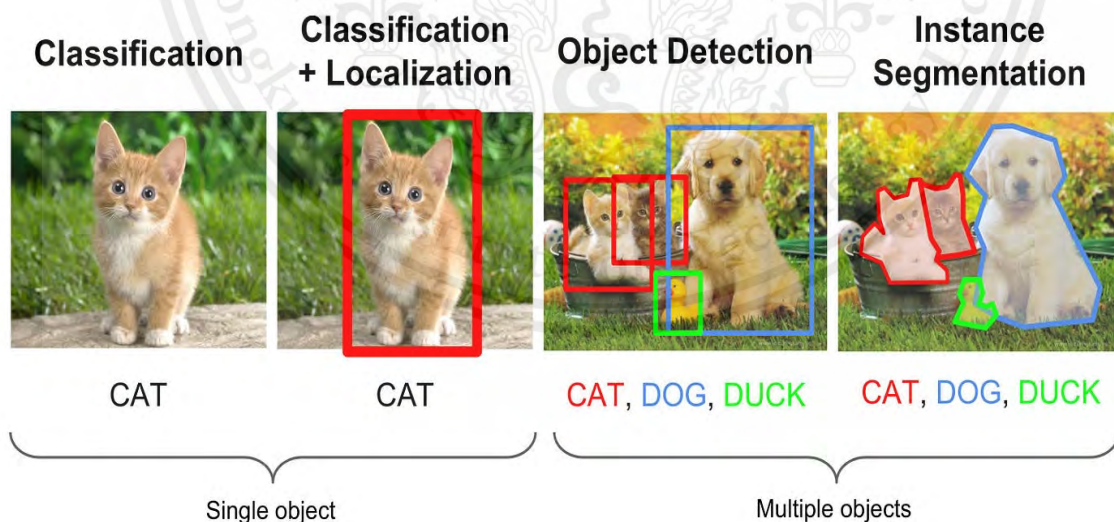 Classification
Classification
+ Localization
Object Detection
Instance
Segmentation
CAT
CAT
CAT, DOG, DUCK
CAT, DOG, DUCK
Single object
Multiple objects